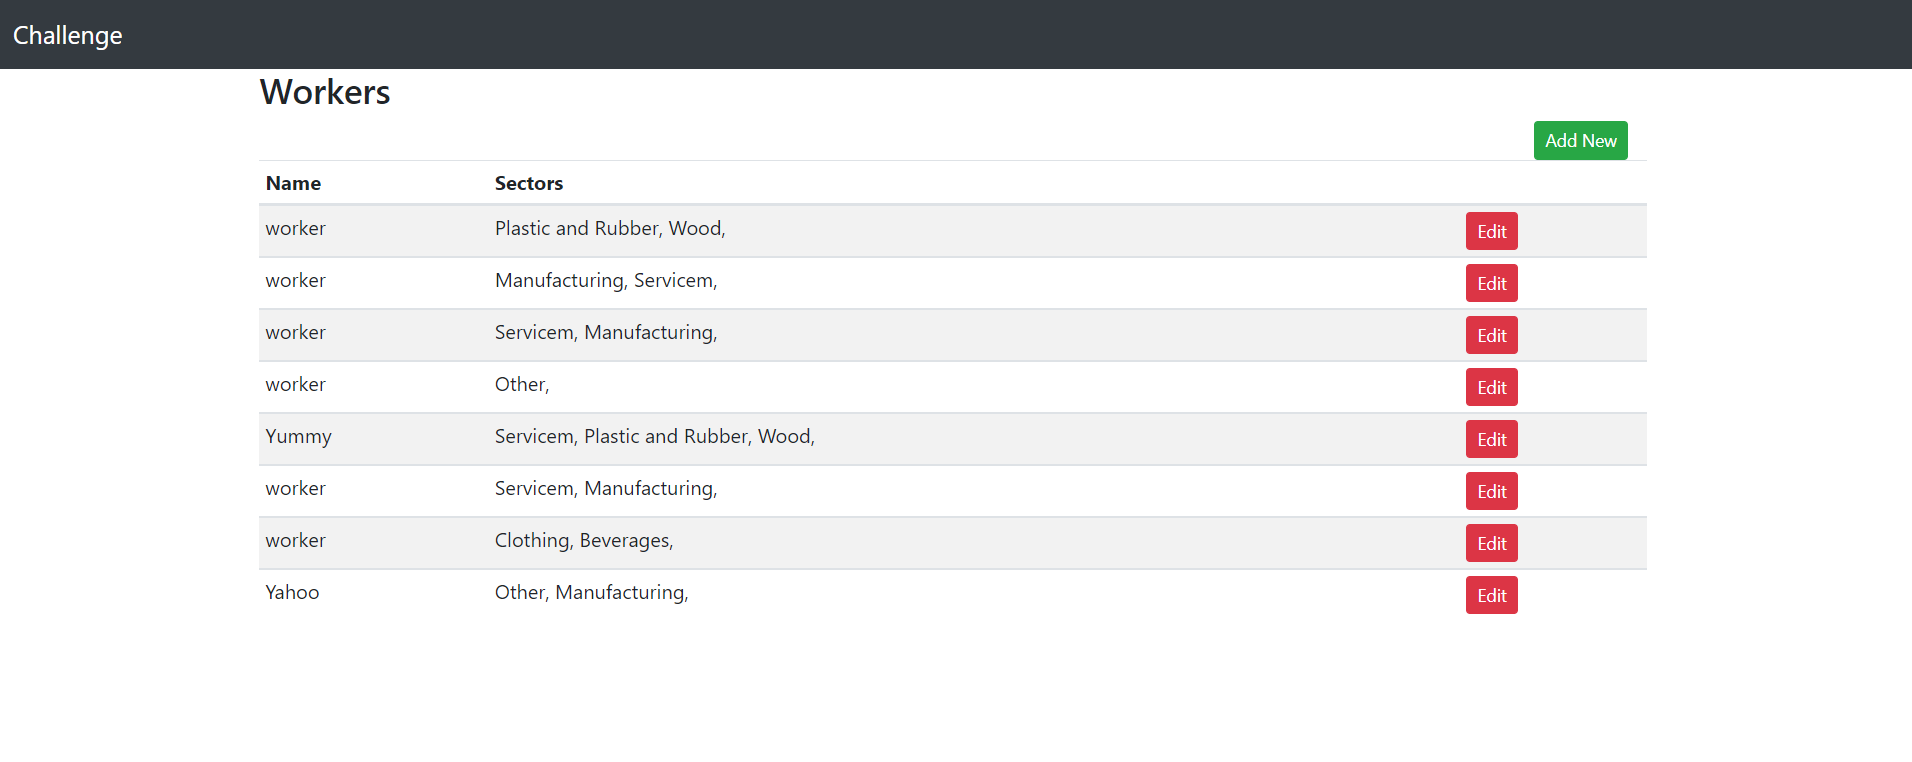 Challenge
Workers
Add New
Name Sectors
worker Plastic and Rubber, Wood, Edit
worker Manufacturing, Servicem, Edit
worker Servicem, Manufacturing, Edit
worker Other, Edit
Yummy Servicem, Plastic and Rubber, Wood, Edit
worker Servicem, Manufacturing, Edit
worker Clothing, Beverages, Edit
Yahoo Other, Manufacturing, Edit